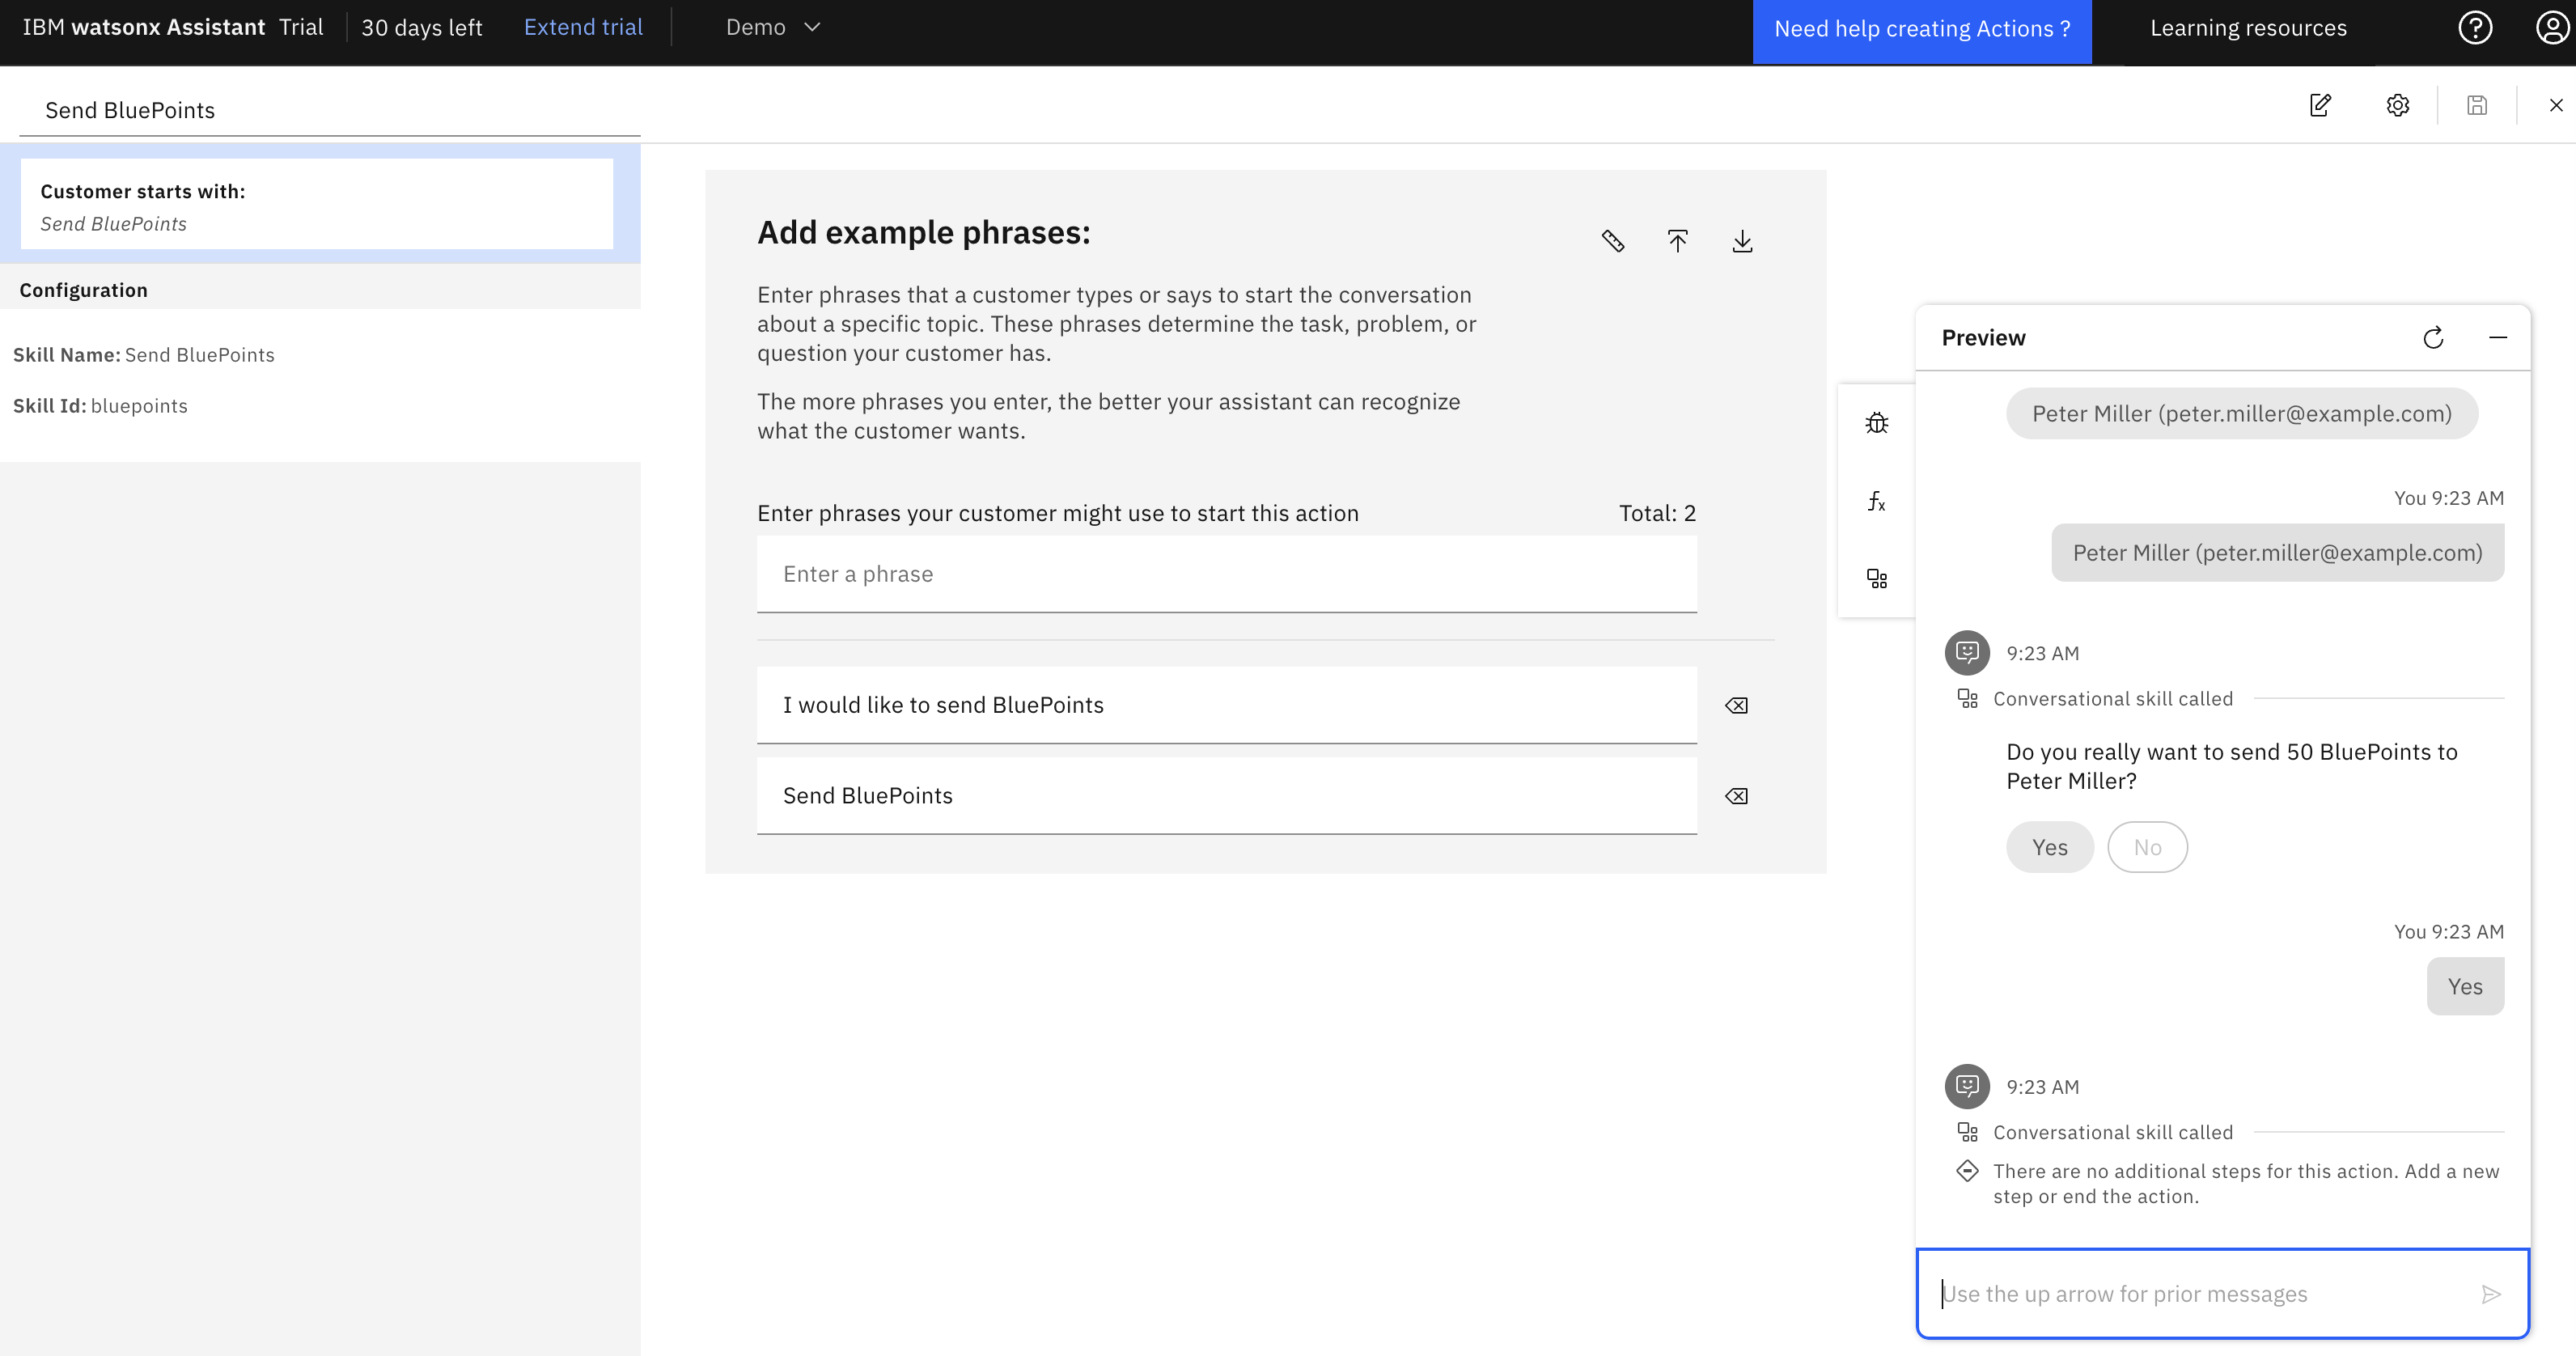 IBM watsonx Assistant Trial
30 days left
Extend trial
Demo
Need help creating Actions ?
Learning resources
Send BluePoints
Customer starts with:
Send BluePoints
Configuration
Skill Name: Send BluePoints
Skill Id: bluepoints
Add example phrases:
Enter phrases that a customer types or says to start the conversation
about a specific topic. These phrases determine the task, problem, or
question your customer has.
The more phrases you enter, the better your assistant can recognize
what the customer wants.
Enter phrases your customer might use to start this action
Total: 2
Enter a phrase
I would like to send BluePoints
Send BluePoints
fx
Preview
Peter Miller (peter.miller@example.com)
You 9:23 AM
Peter Miller (peter.miller@example.com)
9:23 AM
Conversational skill called
Do you really want to send 50 BluePoints to
Peter Miller?
Yes
No
You 9:23 AM
Yes
9:23 AM
Conversational skill called
There are no additional steps for this action. Add a new
step or end the action.
Use the up arrow for prior messages